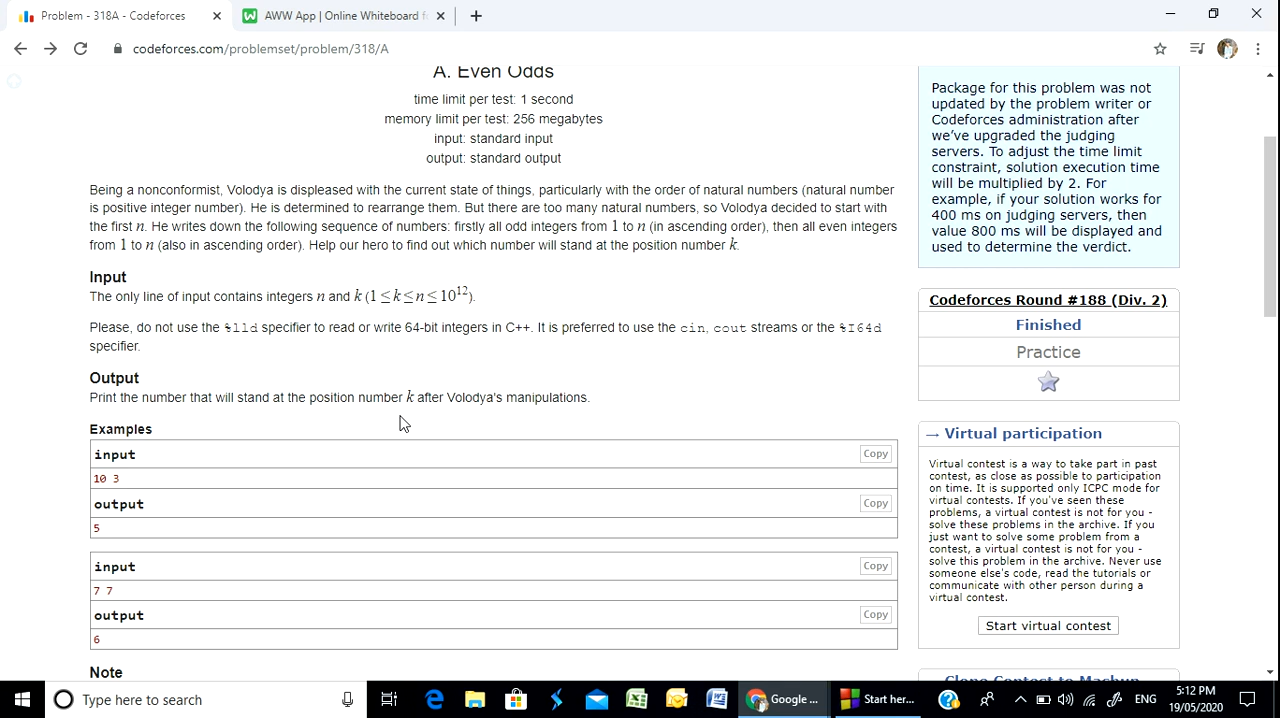 Problem - 318A - Codeforces
AWW App | Online Whiteboard f
codeforces.com/problemset/problem/318/A
A. Even Odds
time limit per test: 1 second
memory limit per test: 256 megabytes
input: standard input
output: standard output
Being a nonconformist, Volodya is displeased with the current state of things, particularly with the order of natural numbers (natural number
is positive integer number). He is determined to rearrange them. But there are too many natural numbers, so Volodya decided to start with
the first n. He writes down the following sequence of numbers: firstly all odd integers from 1 to n (in ascending order), then all even integers
from 1 to n (also in ascending order). Help our hero to find out which number will stand at the position number k.
Input
The only line of input contains integers n and k (1 ≤ k ≤ n ≤ 10¹²).
Please, do not use the %lld specifier to read or write 64-bit integers in C++. It is preferred to use the cin, cout streams or the %I64d
specifier.
Output
Print the number that will stand at the position number k after Volodya's manipulations.
Examples
input
Copy
10 3
output
Copy
5
input
Copy
7 7
output
Copy
6
Note
Package for this problem was not
updated by the problem writer or
Codeforces administration after
we've upgraded the judging
servers. To adjust the time limit
constraint, solution execution time
will be multiplied by 2. For
example, if your solution works for
400 ms on judging servers, then
value 800 ms will be displayed and
used to determine the verdict.
Codeforces Round #188 (Div. 2)
Finished
Practice
→ Virtual participation
Virtual contest is a way to take part in past
contest, as close as possible to participation
on time. It is supported only ICPC mode for
virtual contests. If you've seen these
problems, a virtual contest is not for you -
solve these problems in the archive. If you
just want to solve some problem from a
contest, a virtual contest is not for you -
solve this problem in the archive. Never use
someone else's code, read the tutorials or
communicate with other person during a
virtual contest.
Start virtual contest
Clone Contest to Mashup
Type here to search
Google ...
Start her...
ENG
5:12 PM
19/05/2020